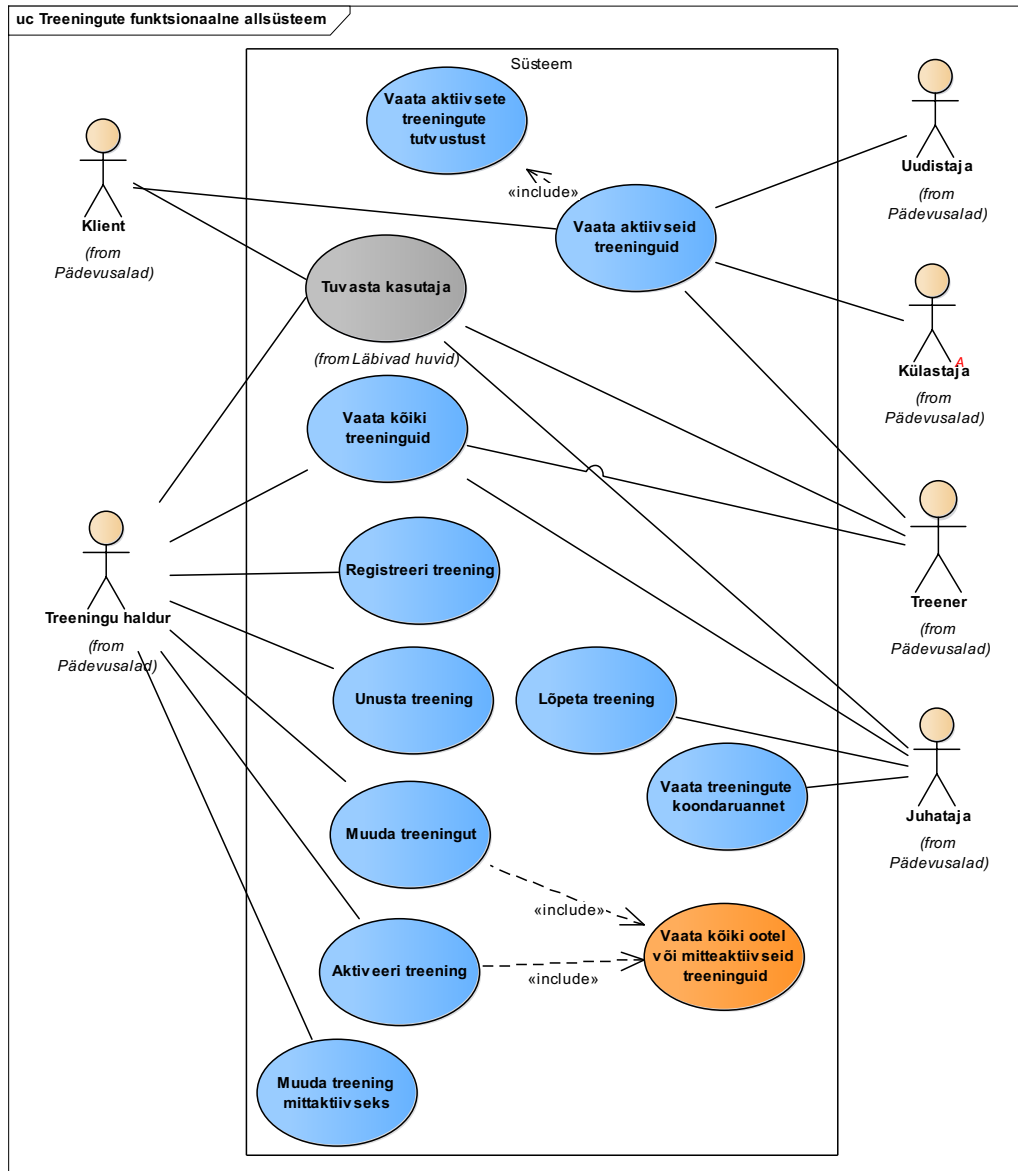 uc Treeningute funktsionaalne allsüsteem
Süsteem
Vaata aktiivsete
treeningute
tutvustust
«include»
Vaata aktiivseid
treeninguid
Klient
(from
Pädevusalad)
Uudistaja
(from
Pädevusalad)
Tuvasta kasutaja
(from Läbivad huvid)
Külastaja
A
(from
Pädevusalad)
Vaata kõiki
treeninguid
Registreeri treening
Treeningu haldur
(from
Pädevusalad)
Treener
(from
Pädevusalad)
Unusta treening
Lõpeta treening
Vaata treeningute
koondaruannet
Juhataja
(from
Pädevusalad)
Muuda treeningut
«include»
Vaata kõiki ootel
või mitteaktiivseid
treeninguid
Aktiveeri treening
«include»
Muuda treening
mittaktiivseks